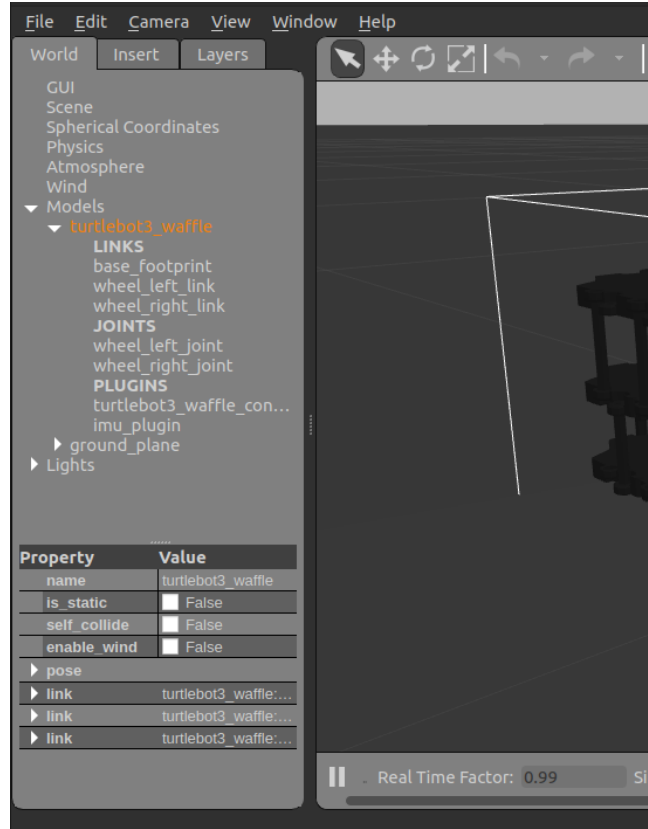 File Edit Camera View Window Help
World Insert Layers
GUI
Scene
Spherical Coordinates
Physics
Atmosphere
Wind
Models
turtlebot3_waffle
LINKS
base_footprint
wheel_left_link
wheel_right_link
JOINTS
wheel_left_joint
wheel_right_joint
PLUGINS
turtlebot3_waffle_con...
imu_plugin
ground_plane
Lights
Property Value
name turtlebot3_waffle
is_static False
self_collide False
enable_wind False
pose
link turtlebot3_waffle:...
link turtlebot3_waffle:...
link turtlebot3_waffle:...
Real Time Factor: 0.99 Si